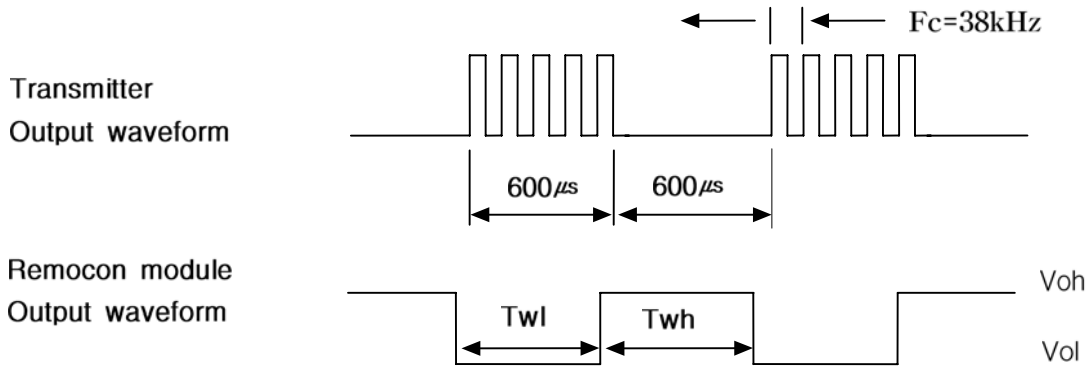 Fc=38kHz
Transmitter
Output waveform
600㎲ 600㎲
Remocon module
Output waveform
Voh
Twl Twh
Vol